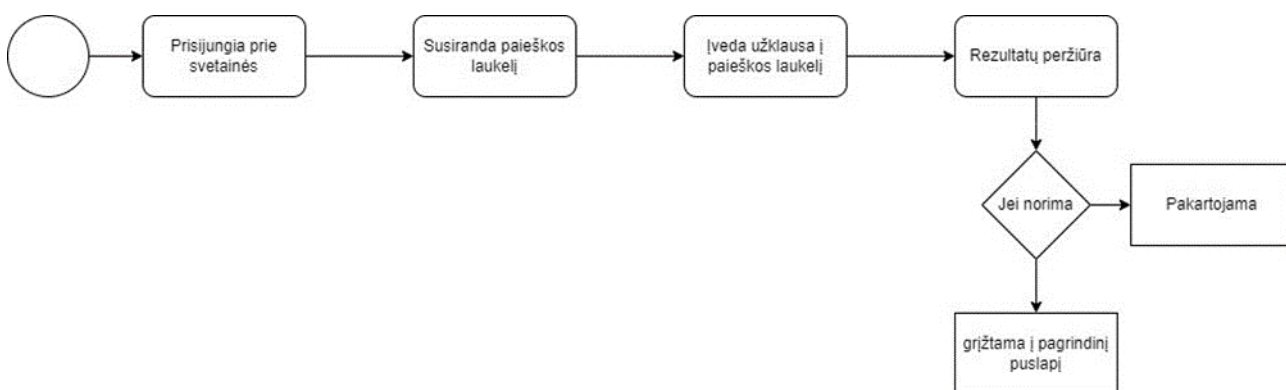 Prisijungia prie
svetainės
Susiranda paieškos
laukelį
Įveda užklausa į
paieškos laukelį
Rezultatų peržiūra
Jei norima
Pakartojama
grįžtama į pagrindinį
puslapį